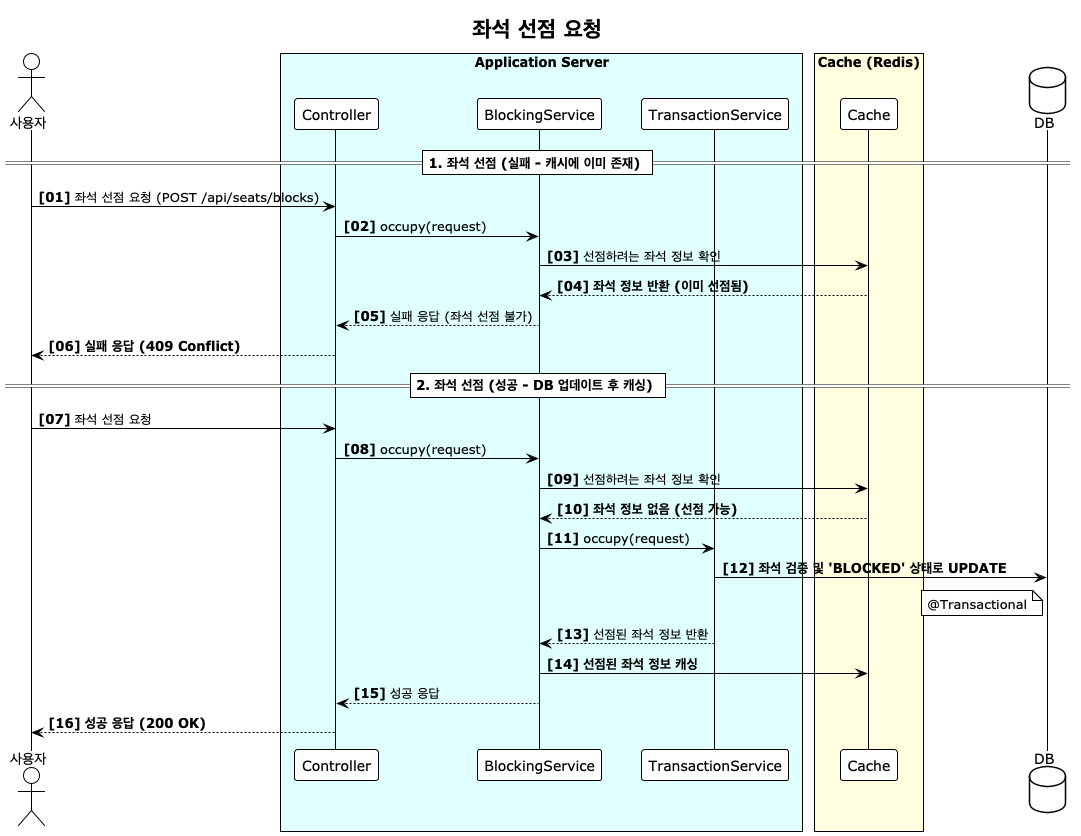 좌석 선점 요청
Application Server
Cache (Redis)
사용자
Controller
BlockingService
TransactionService
Cache
DB
1. 좌석 선점 (실패 - 캐시에 이미 존재)
[01] 좌석 선점 요청 (POST /api/seats/blocks)
[02] occupy(request)
[03] 선점하려는 좌석 정보 확인
[04] 좌석 정보 반환 (이미 선점됨)
[05] 실패 응답 (좌석 선점 불가)
[06] 실패 응답 (409 Conflict)
2. 좌석 선점 (성공 - DB 업데이트 후 캐싱)
[07] 좌석 선점 요청
[08] occupy(request)
[09] 선점하려는 좌석 정보 확인
[10] 좌석 정보 없음 (선점 가능)
[11] occupy(request)
[12] 좌석 검증 및 'BLOCKED' 상태로 UPDATE
@Transactional
[13] 선점된 좌석 정보 반환
[14] 선점된 좌석 정보 캐싱
[15] 성공 응답
[16] 성공 응답 (200 OK)
사용자
Controller
BlockingService
TransactionService
Cache
DB